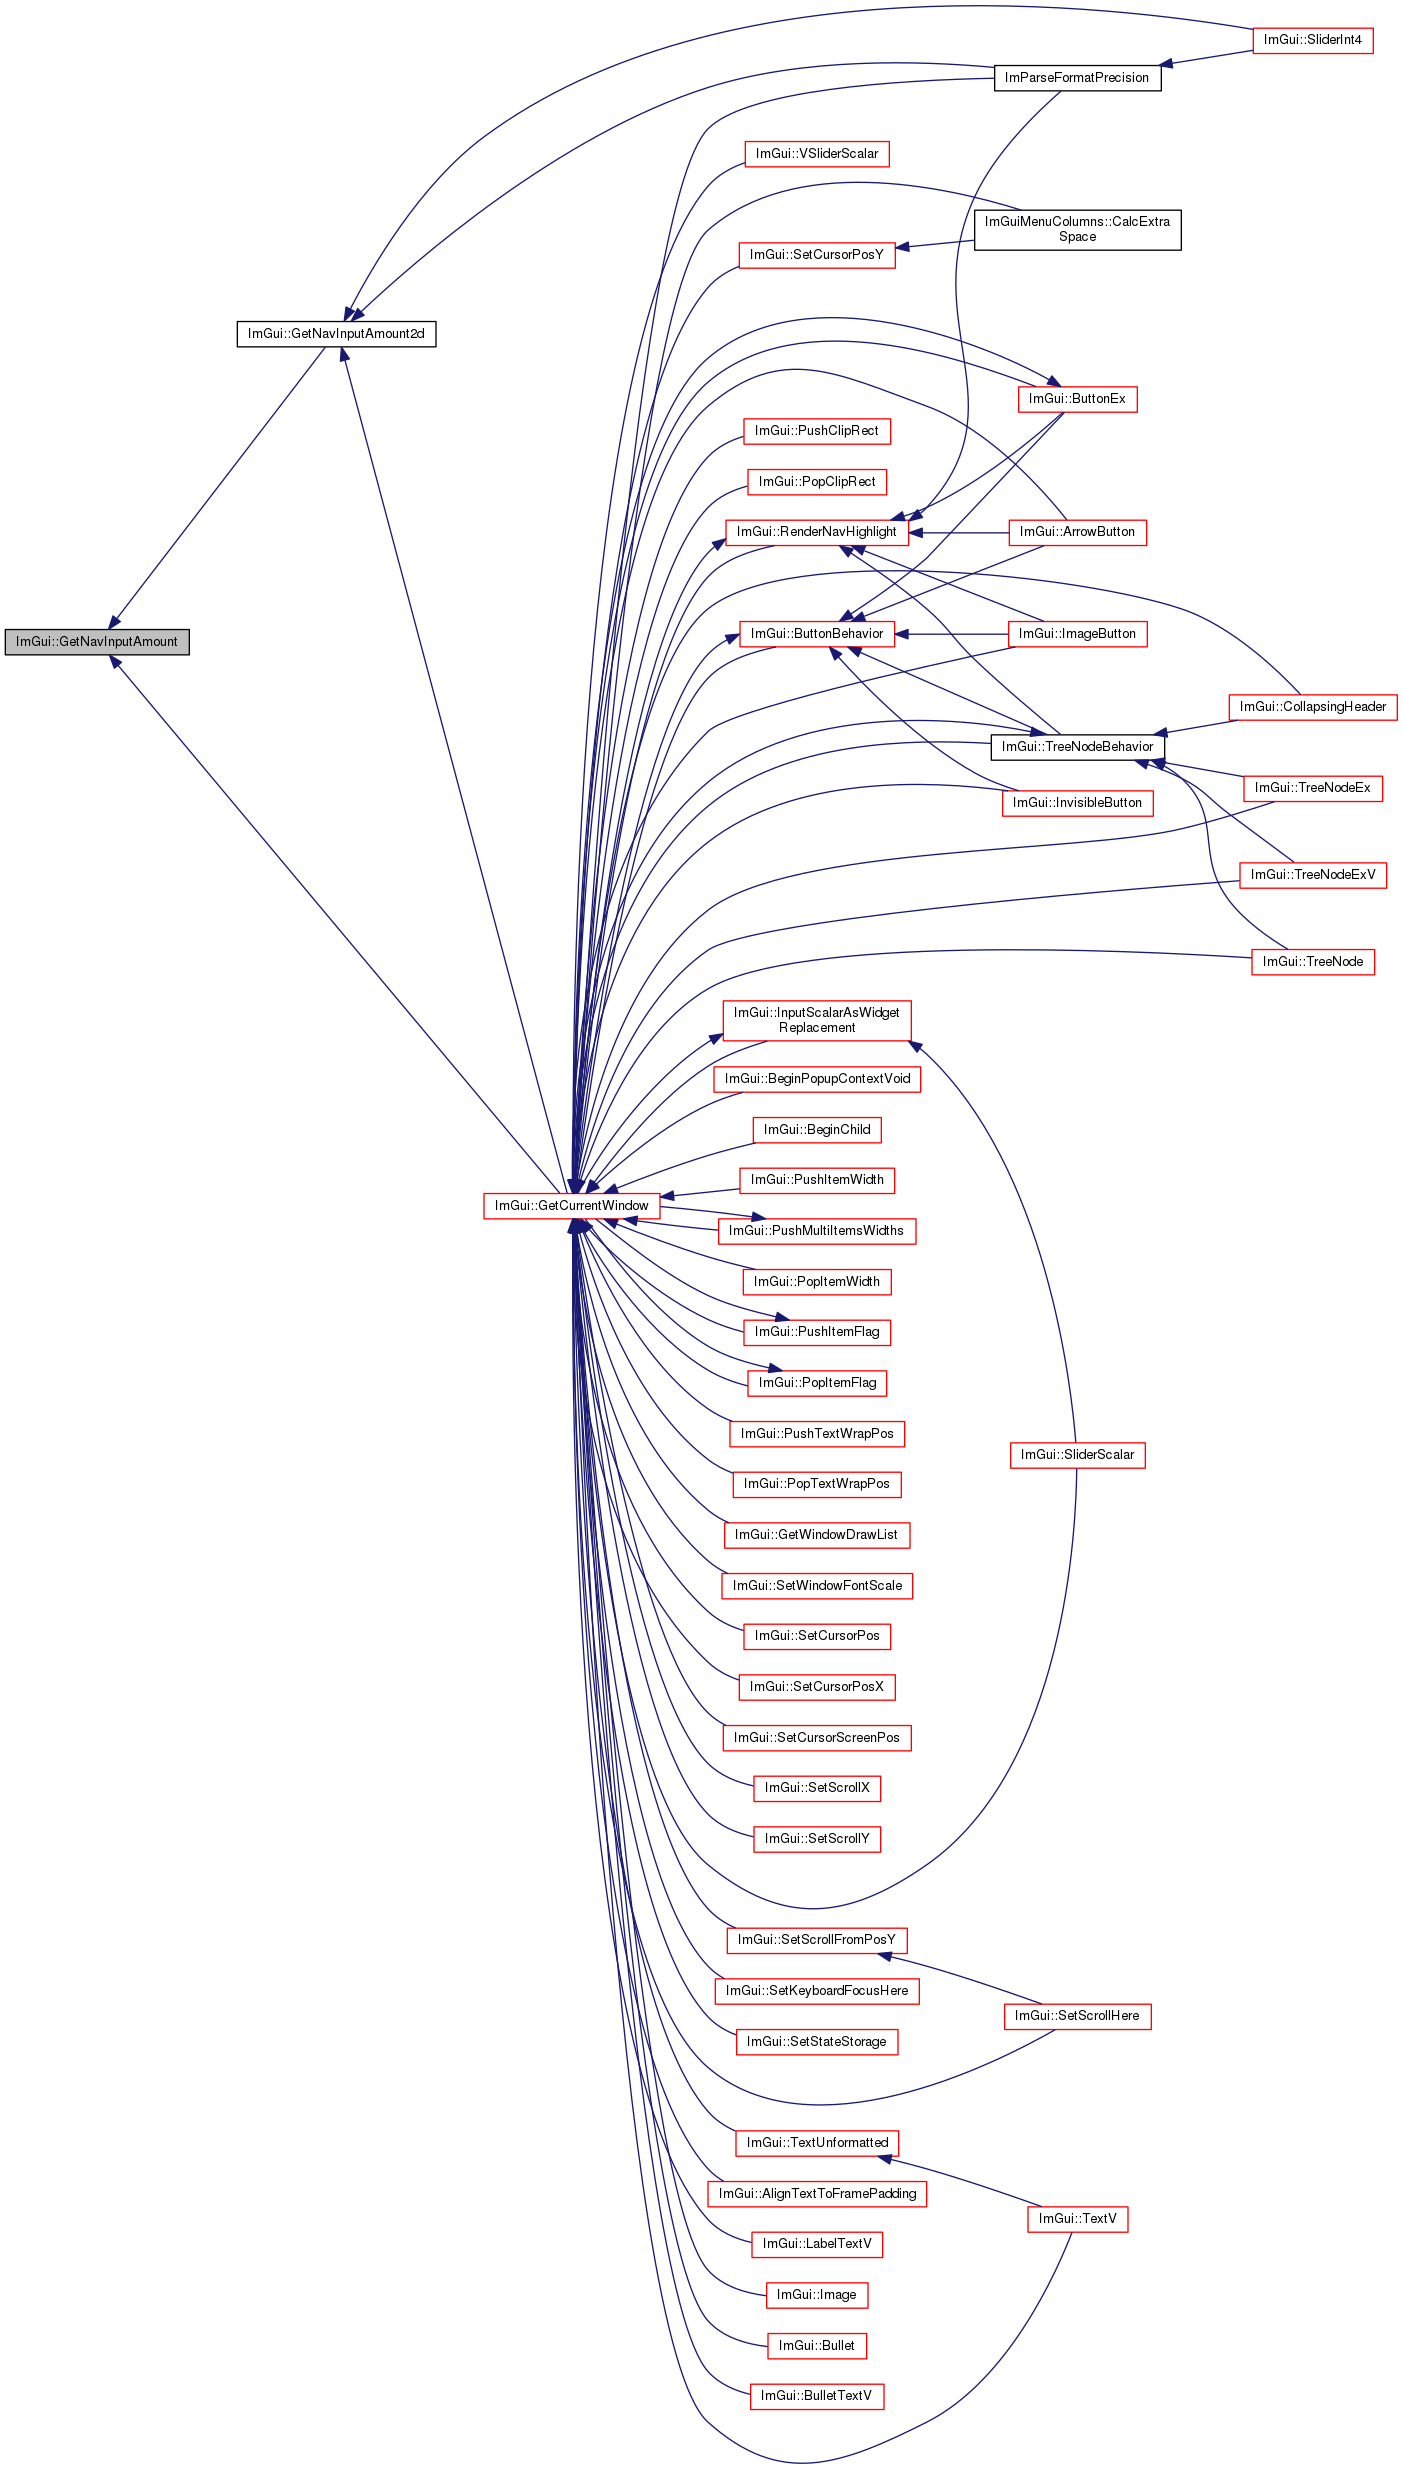 ImGui::SliderInt4
ImParseFormatPrecision
ImGui::VSliderScalar
ImGuiMenuColumns::CalcExtra
Space
ImGui::SetCursorPosY
ImGui::GetNavInputAmount2d
ImGui::ButtonEx
ImGui::PushClipRect
ImGui::PopClipRect
ImGui::RenderNavHighlight
ImGui::ArrowButton
ImGui::GetNavInputAmount
ImGui::ButtonBehavior
ImGui::ImageButton
ImGui::CollapsingHeader
ImGui::TreeNodeBehavior
ImGui::TreeNodeEx
ImGui::InvisibleButton
ImGui::TreeNodeExV
ImGui::TreeNode
ImGui::InputScalarAsWidget
Replacement
ImGui::BeginPopupContextVoid
ImGui::BeginChild
ImGui::PushItemWidth
ImGui::GetCurrentWindow
ImGui::PushMultiItemsWidths
ImGui::PopItemWidth
ImGui::PushItemFlag
ImGui::PopItemFlag
ImGui::PushTextWrapPos
ImGui::SliderScalar
ImGui::PopTextWrapPos
ImGui::GetWindowDrawList
ImGui::SetWindowFontScale
ImGui::SetCursorPos
ImGui::SetCursorPosX
ImGui::SetCursorScreenPos
ImGui::SetScrollX
ImGui::SetScrollY
ImGui::SetScrollFromPosY
ImGui::SetKeyboardFocusHere
ImGui::SetScrollHere
ImGui::SetStateStorage
ImGui::TextUnformatted
ImGui::AlignTextToFramePadding
ImGui::TextV
ImGui::LabelTextV
ImGui::Image
ImGui::Bullet
ImGui::BulletTextV